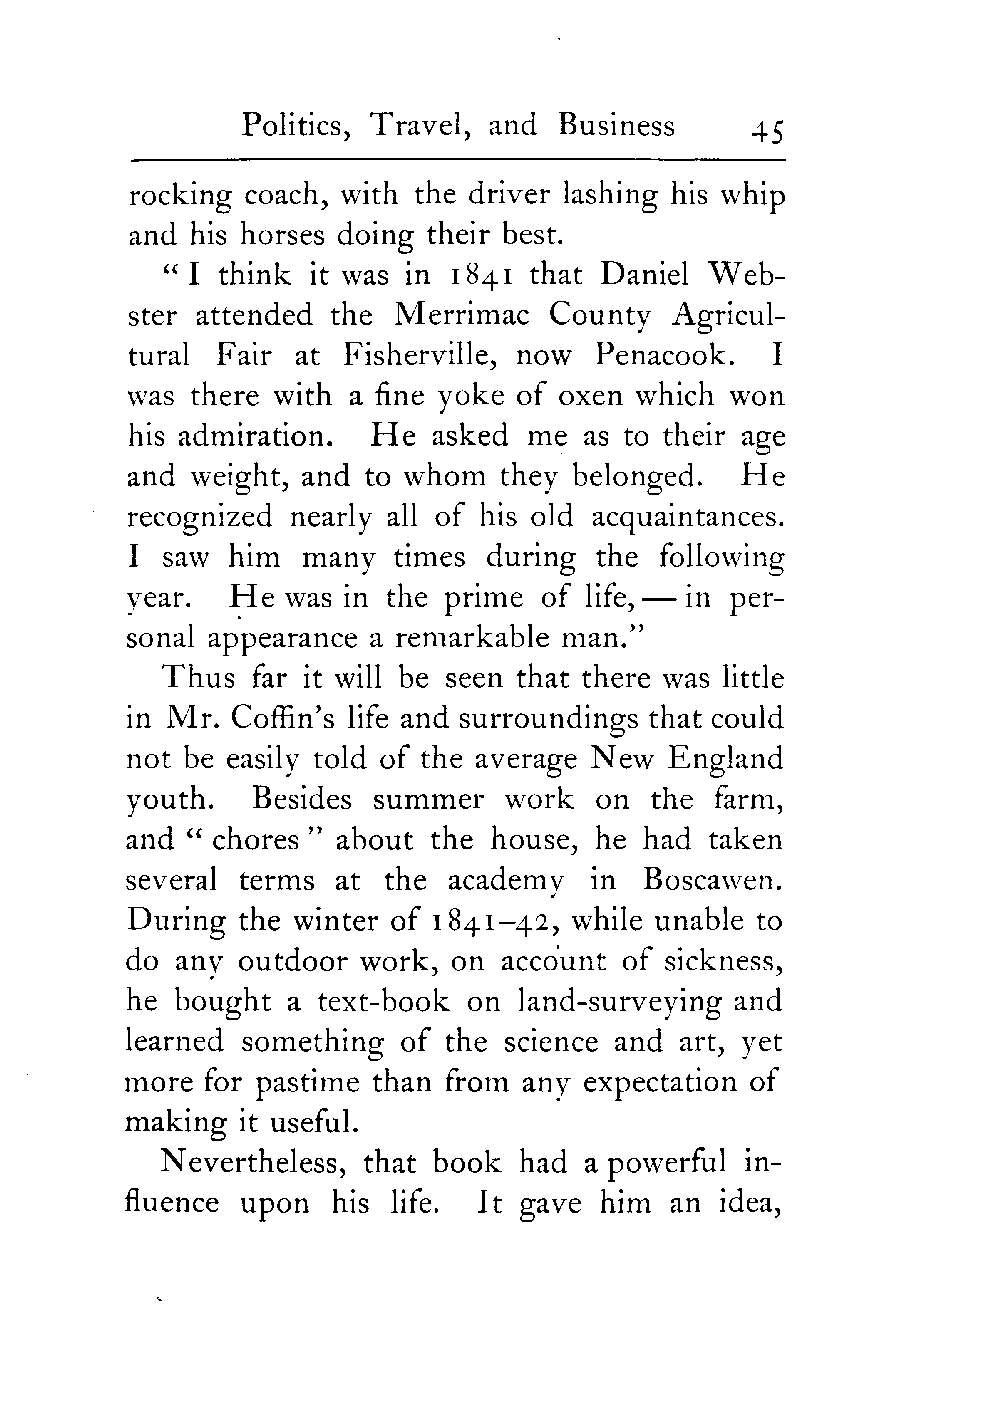 Politics, Travel, and Business 45
rocking coach, with the driver lashing his whip
and his horses doing their best.
“ I think it was in 1841 that Daniel Web-
ster attended the Merrimac County Agricul-
tural Fair at Fisherville, now Penacook. I
was there with a fine yoke of oxen which won
his admiration. He asked me as to their age
and weight, and to whom they belonged. He
recognized nearly all of his old acquaintances.
I saw him many times during the following
year. He was in the prime of life, — in per-
sonal appearance a remarkable man.”
Thus far it will be seen that there was little
in Mr. Coffin’s life and surroundings that could
not be easily told of the average New England
youth. Besides summer work on the farm,
and “ chores ” about the house, he had taken
several terms at the academy in Boscawen.
During the winter of 1841–42, while unable to
do any outdoor work, on account of sickness,
he bought a text-book on land-surveying and
learned something of the science and art, yet
more for pastime than from any expectation of
making it useful.
Nevertheless, that book had a powerful in-
fluence upon his life. It gave him an idea,